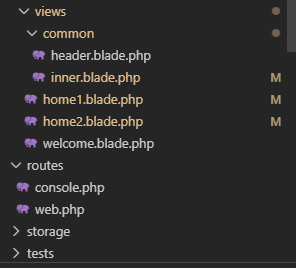 views
common
header.blade.php
inner.blade.php M
home1.blade.php M
home2.blade.php M
welcome.blade.php
routes
console.php
web.php
storage
tests